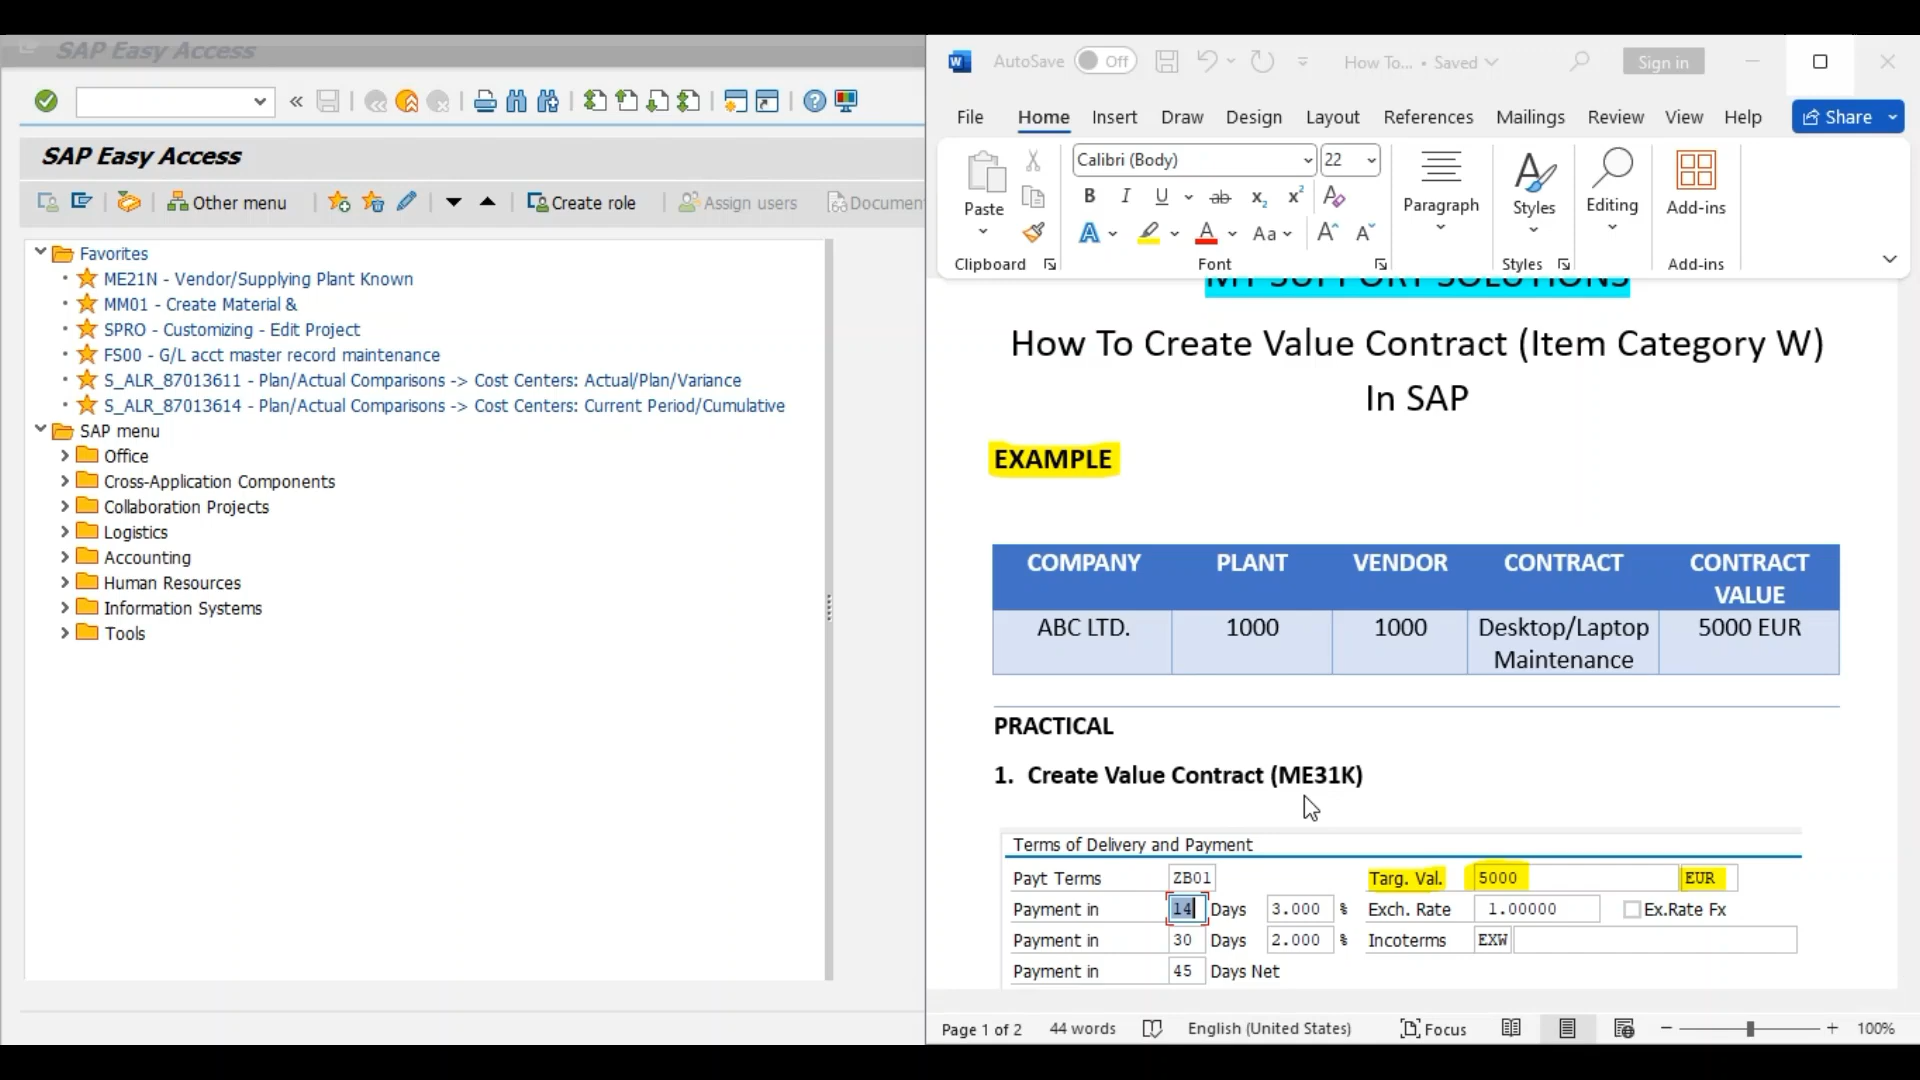 SAP Easy Access
SAP Easy Access
Other menu
Create role
Assign users
Documen
Favorites
ME21N - Vendor/Supplying Plant Known
MM01 - Create Material &
SPRO - Customizing - Edit Project
FS00 - G/L acct master record maintenance
S_ALR_87013611 - Plan/Actual Comparisons -> Cost Centers: Actual/Plan/Variance
S_ALR_87013614 - Plan/Actual Comparisons -> Cost Centers: Current Period/Cumulative
SAP menu
Office
Cross-Application Components
Collaboration Projects
Logistics
Accounting
Human Resources
Information Systems
Tools
AutoSave Off How To... • Saved Sign in
File Home Insert Draw Design Layout References Mailings Review View Help Share
Calibri (Body) 22
Paste
B I U ab x₂ x² A
A A Aa A A
Paragraph
Styles
Editing
Add-ins
Clipboard Font Styles Add-ins
MY SUPPORT SOLUTIONS
How To Create Value Contract (Item Category W)
In SAP
EXAMPLE
COMPANY PLANT VENDOR CONTRACT CONTRACT VALUE
ABC LTD. 1000 1000 Desktop/Laptop Maintenance 5000 EUR
PRACTICAL
1. Create Value Contract (ME31K)
Terms of Delivery and Payment
Payt Terms ZB01 Targ. Val. 5000 EUR
Payment in 14 Days 3.000 % Exch. Rate 1.00000 Ex.Rate Fx
Payment in 30 Days 2.000 % Incoterms EXW
Payment in 45 Days Net
Page 1 of 2 44 words English (United States) Focus 100%